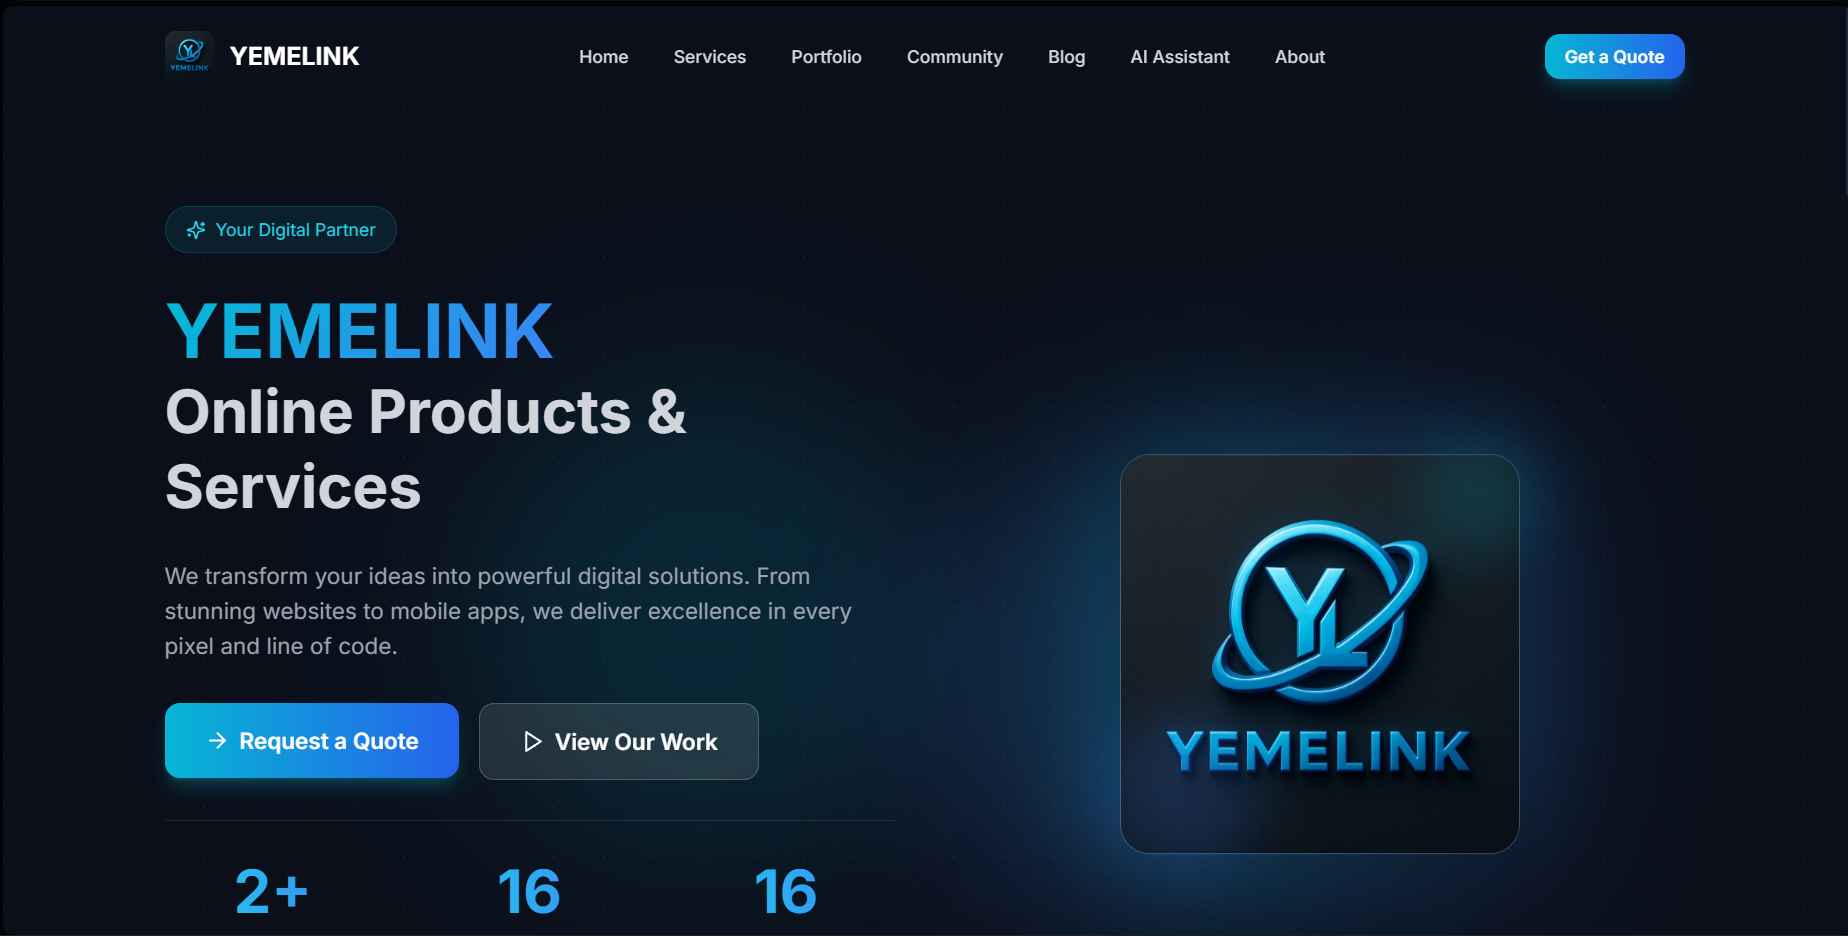 YEMELINK
YEMELINK
Home
Services
Portfolio
Community
Blog
AI Assistant
About
Get a Quote
Your Digital Partner
YEMELINK
Online Products &
Services
We transform your ideas into powerful digital solutions. From
stunning websites to mobile apps, we deliver excellence in every
pixel and line of code.
Request a Quote
View Our Work
2+
16
16
YL
YEMELINK